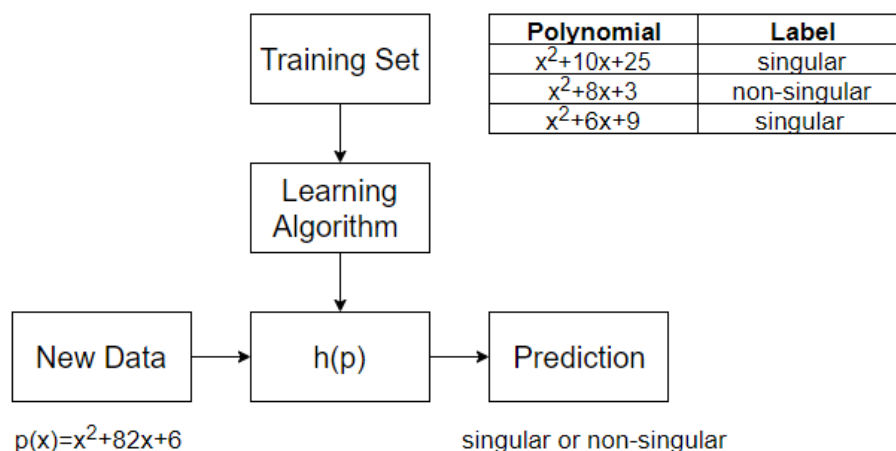 Training Set
Polynomial Label
x²+10x+25 singular
x²+8x+3 non-singular
x²+6x+9 singular
Learning
Algorithm
New Data
h(p)
Prediction
p(x)=x²+82x+6
singular or non-singular